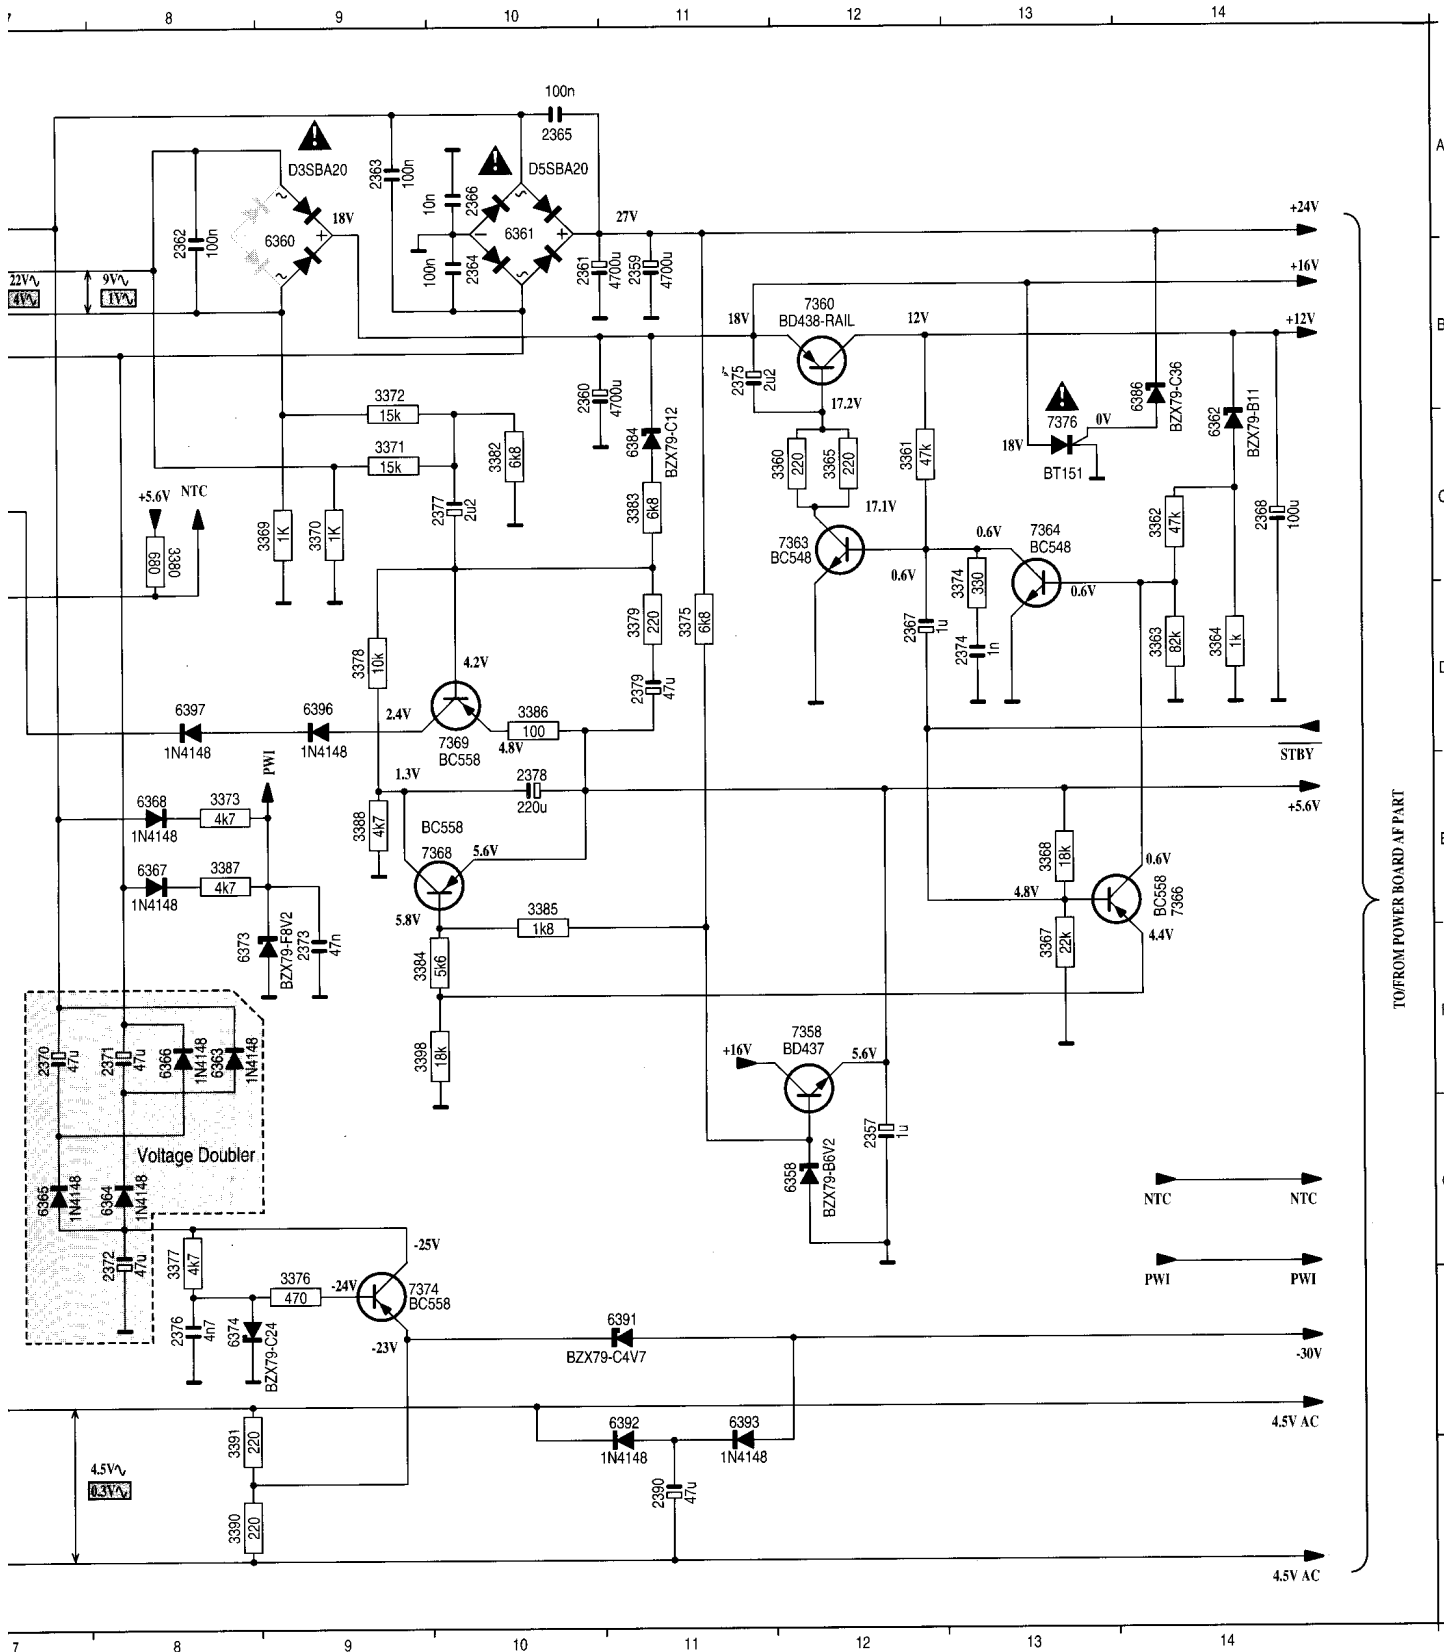 7 8 9 10 11 12 13 14
100n
2365
A
D3SBA20
2363
100n
D5SBA20
10n
2366
2362
100n
18V
6360
6361
27V
+24V
100n
2364
2361
4700u
2359
4700u
22V
4V
9V
1V
+16V
7360
BD438-RAIL
18V
12V
+12V
B
2375
2u2
6386
BZX79-C36
3372
15k
2360
4700u
17.2V
7376
0V
6362
BZX79-B11
6384
BZX79-C12
3371
15k
3382
6k8
3360
220
3365
220
3361
47k
18V
BT151
+5.6V
NTC
2377
2u2
3383
6k8
17.1V
C
3369
1K
3370
1K
3362
47k
2368
100u
3380
680
7363
BC548
0.6V
7364
BC548
0.6V
3374
330
0.6V
3379
220
3375
6k8
2367
1u
3378
10k
2374
1n
3363
82k
3364
1k
4.2V
2379
47u
D
6397
1N4148
6396
1N4148
2.4V
3386
100
4.8V
7369
BC558
STBY
PWI
1.3V
2378
220u
+5.6V
6368
1N4148
3373
4k7
3388
4k7
BC558
7368
5.6V
E
3368
18k
0.6V
6367
1N4148
3387
4k7
4.8V
BC558
7366
5.8V
3385
1k8
4.4V
6373
BZX79-F8V2
2373
47n
3384
5k6
3367
22k
TO/FROM POWER BOARD AF PART
F
2370
47u
2371
47u
6366
1N4148
6363
1N4148
3398
18k
7358
BD437
+16V
5.6V
2357
1u
Voltage Doubler
6358
BZX79-B6V2
6365
1N4148
6364
1N4148
NTC
NTC
2372
47u
3377
4k7
-25V
3376
470
-24V
7374
BC558
PWI
PWI
2376
4n7
6374
BZX79-C24
-23V
6391
BZX79-C4V7
-30V
4.5V AC
3391
220
6392
1N4148
6393
1N4148
4.5V
0.3V
2390
47u
3390
220
4.5V AC
7 8 9 10 11 12 13 14